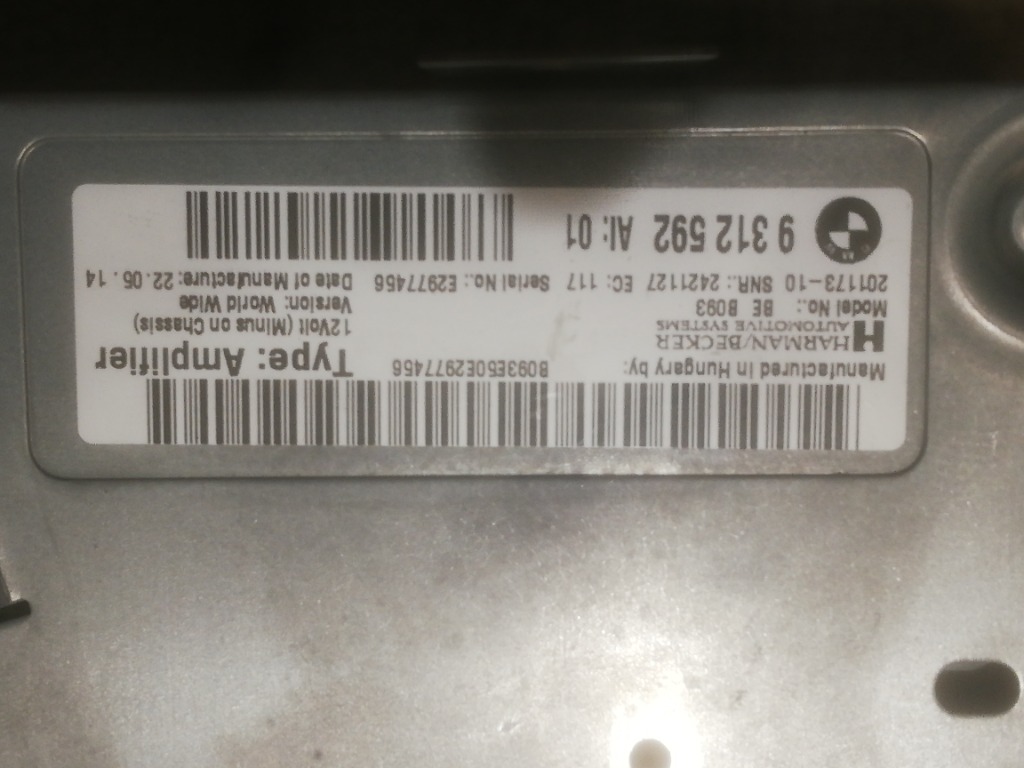 Manufactured in Hungary by: B093E50E2977456 Type: Amplifier
HARMAN/BECKER
AUTOMOTIVE SYSTEMS
12Volt (Minus on Chassis)
Model No.: BE B093
Version: World Wide
201173-10 SNR.: 2421127 EC: 117 Serial No.: E2977456 Date of Manufacture: 22.05.14
9 312 592 AI: 01